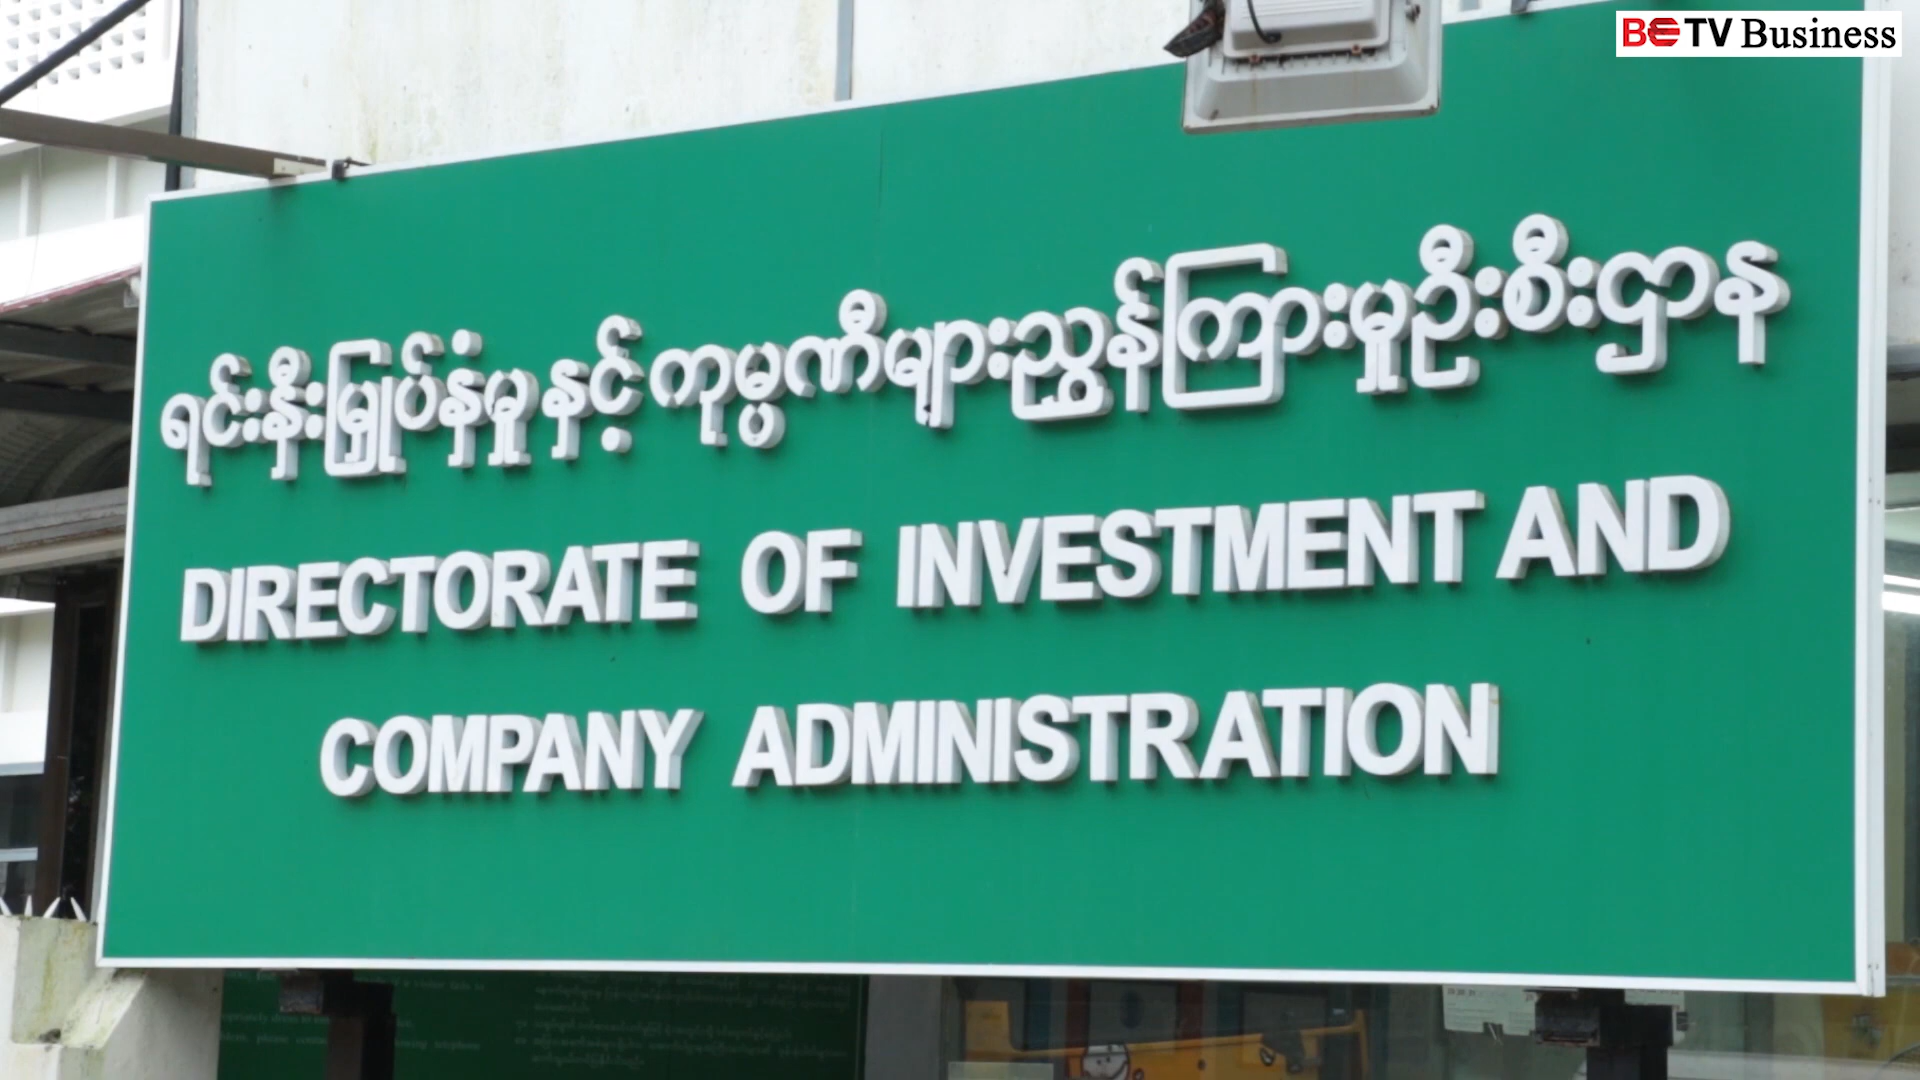 BETV Business
ရင်းနှီးမြှုပ်နှံမှုနှင့်ကုမ္ပဏီများညွှန်ကြားမှုဦးစီးဌာန
DIRECTORATE OF INVESTMENT AND
COMPANY ADMINISTRATION